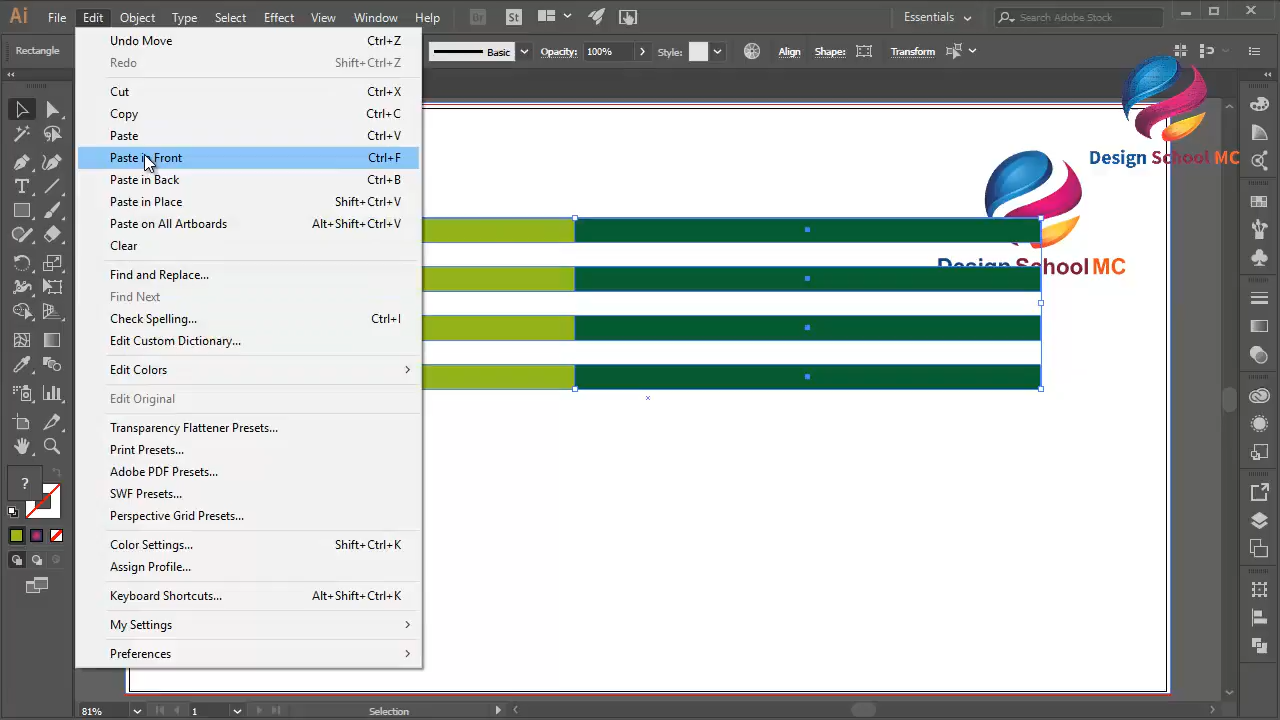 Ai File Edit Object Type Select Effect View Window Help Br St Essentials Search Adobe Stock
Rectangle Basic Opacity: 100% Style: Align Shape: Transform
Undo Move Ctrl+Z
Redo Shift+Ctrl+Z
Cut Ctrl+X
Copy Ctrl+C
Paste Ctrl+V
Paste in Front Ctrl+F
Paste in Back Ctrl+B
Paste in Place Shift+Ctrl+V
Paste on All Artboards Alt+Shift+Ctrl+V
Clear
Find and Replace...
Find Next
Check Spelling... Ctrl+I
Edit Custom Dictionary...
Edit Colors
Edit Original
Transparency Flattener Presets...
Print Presets...
Adobe PDF Presets...
SWF Presets...
Perspective Grid Presets...
Color Settings... Shift+Ctrl+K
Assign Profile...
Keyboard Shortcuts... Alt+Shift+Ctrl+K
My Settings
Preferences
Design School MC
Design School MC
?
81% 1 Selection